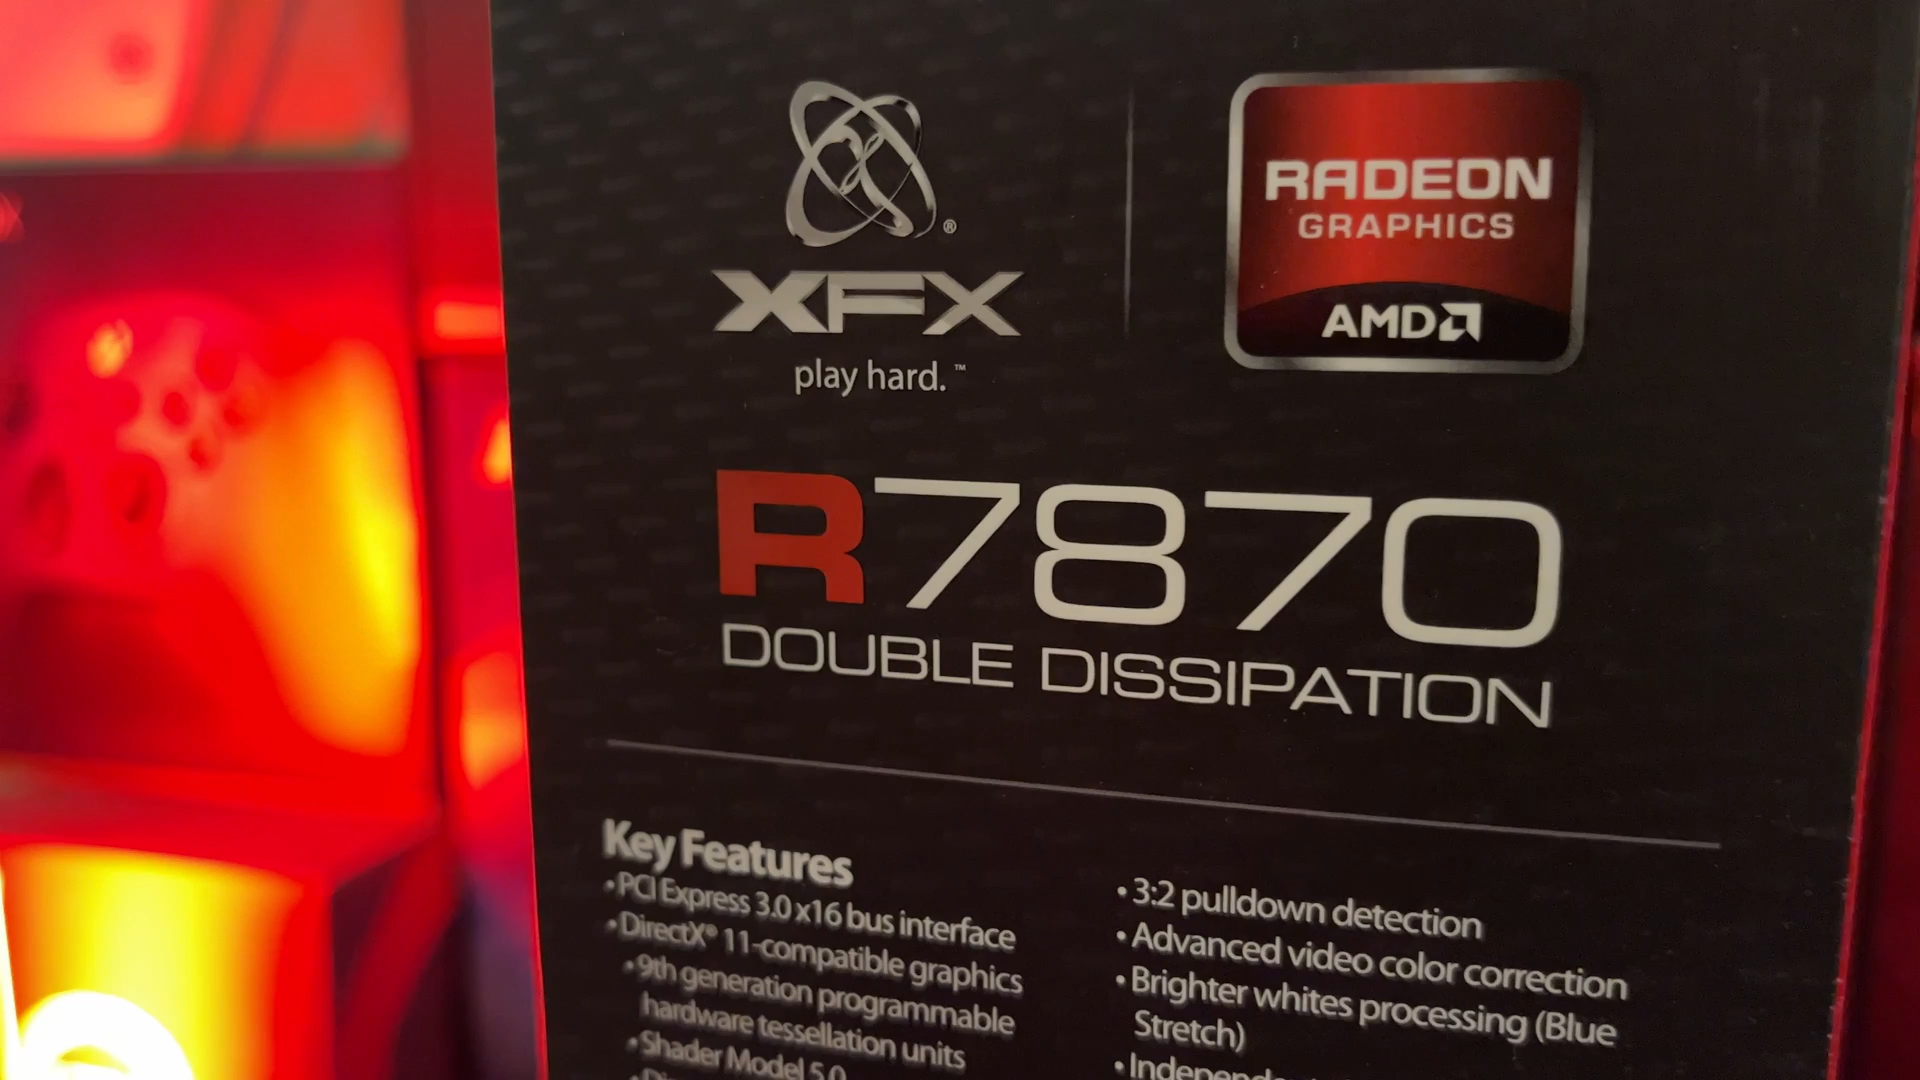 XFX®
play hard.™
RADEON
GRAPHICS
AMD
R7870
DOUBLE DISSIPATION
Key Features
•PCI Express 3.0 x16 bus interface
•DirectX® 11-compatible graphics
•9th generation programmable
hardware tessellation units
•Shader Model 5.0
• 3:2 pulldown detection
• Advanced video color correction
• Brighter whites processing (Blue
Stretch)